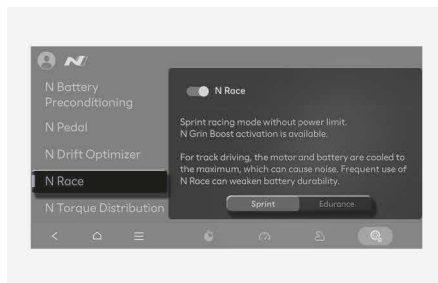 N
N Battery
Preconditioning
N Pedal
N Drift Optimizer
N Race
N Torque Distribution
N Race
Sprint racing mode without power limit.
N Grin Boost activation is available.
For track driving, the motor and battery are cooled to
the maximum, which can cause noise. Frequent use of
N Race can weaken battery durability.
Sprint
Edurance